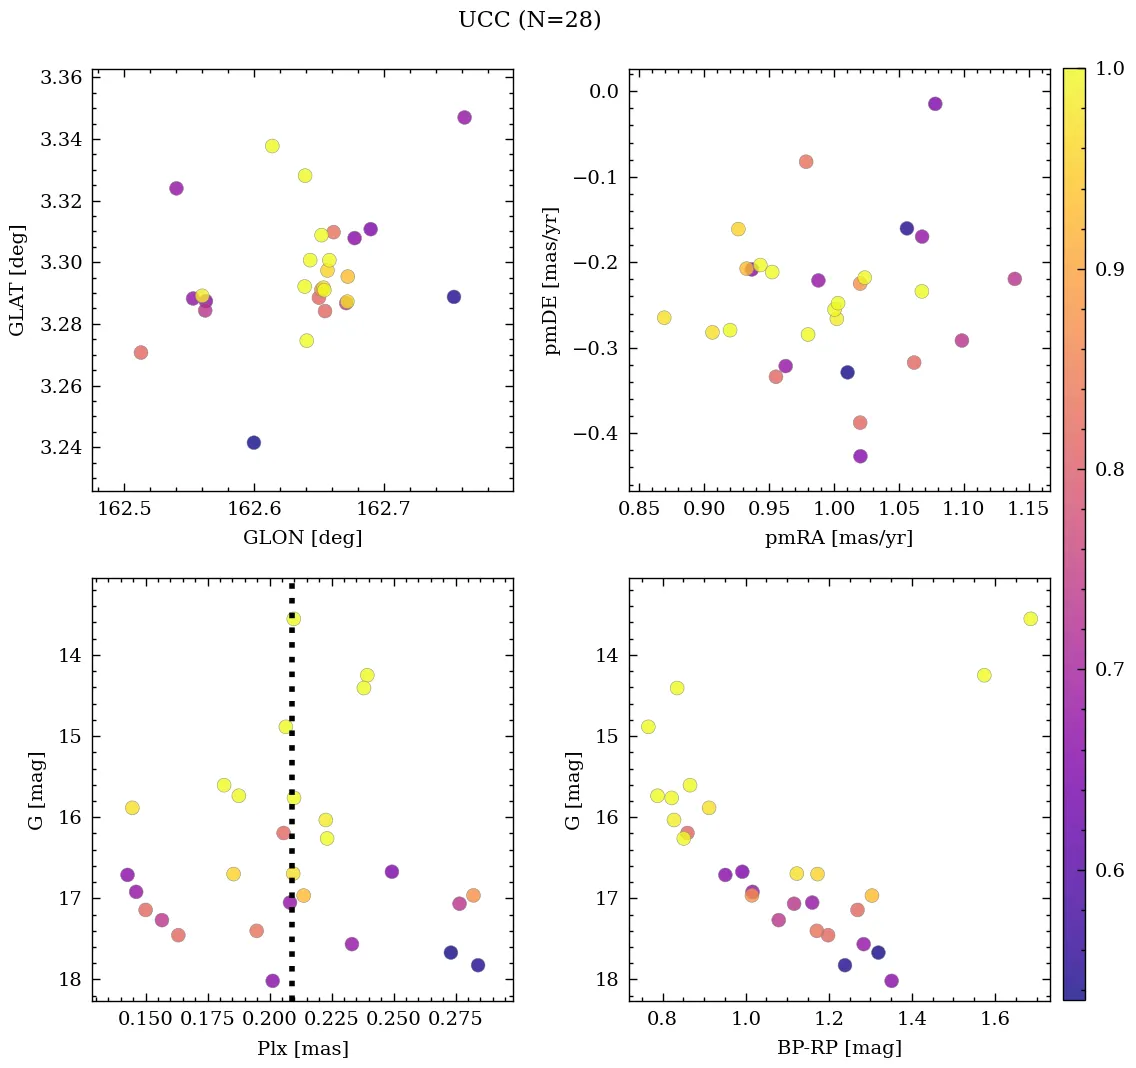 UCC (N=28)
3.36
3.34
3.32
3.30
3.28
3.26
3.24
GLAT [deg]
162.5 162.6 162.7
GLON [deg]
0.0
−0.1
−0.2
−0.3
−0.4
pmDE [mas/yr]
0.85 0.90 0.95 1.00 1.05 1.10 1.15
pmRA [mas/yr]
1.0
0.9
0.8
0.7
0.6
14
15
16
17
18
G [mag]
0.150 0.175 0.200 0.225 0.250 0.275
Plx [mas]
14
15
16
17
18
G [mag]
0.8 1.0 1.2 1.4 1.6
BP-RP [mag]